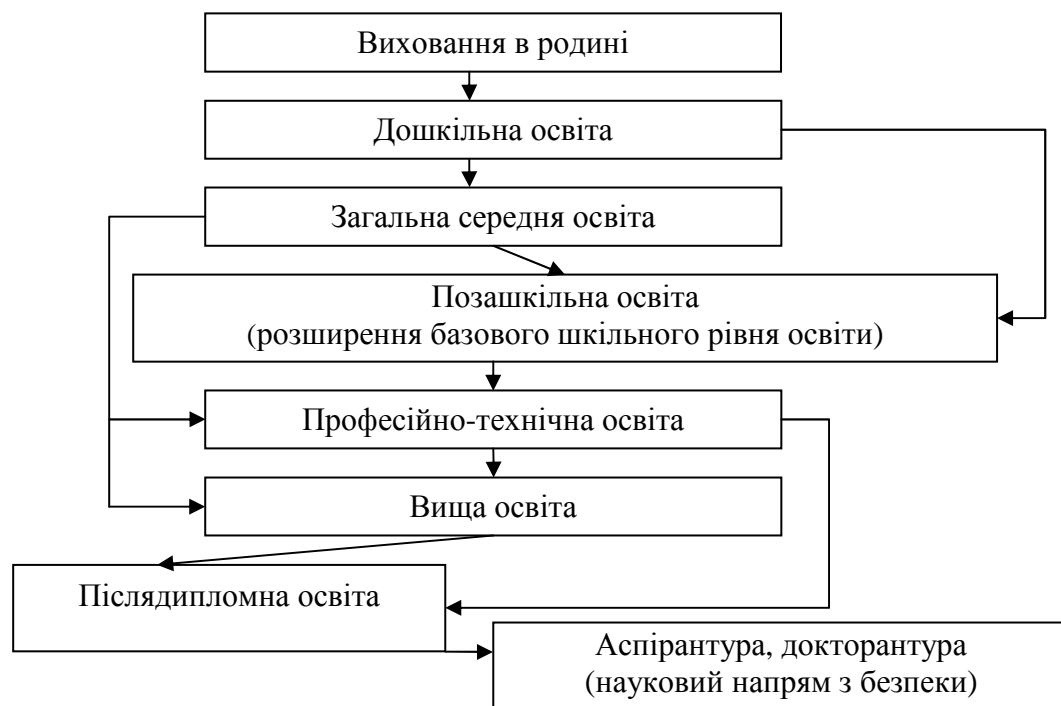 Виховання в родині
Дошкільна освіта
Загальна середня освіта
Позашкільна освіта
(розширення базового шкільного рівня освіти)
Професійно-технічна освіта
Вища освіта
Післядипломна освіта
Аспірантура, докторантура
(науковий напрям з безпеки)